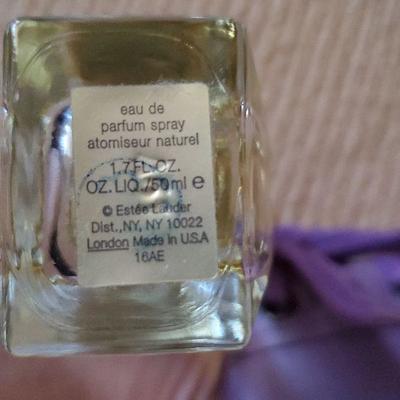 eau de
parfum spray
atomiseur naturel
1.7 FL.OZ.
OZ.LIQ./50ml e
© Estée Lauder
Dist.,NY, NY 10022
London Made in U.S.A
16AE